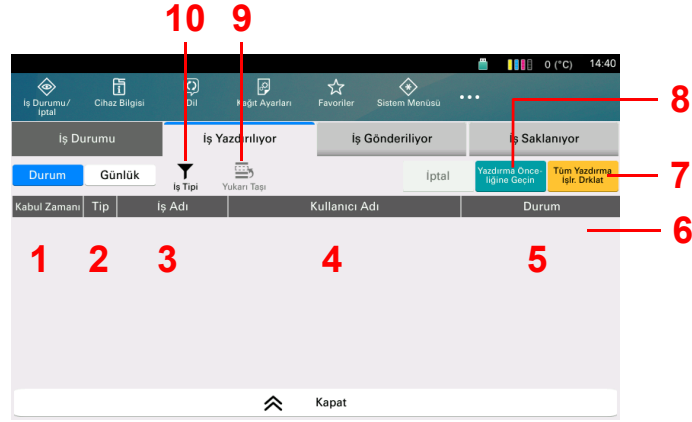 10 9
0 (°C) 14:40
İş Durumu/
İptal
Cihaz Bilgisi
Dil
Kağıt Ayarları
Favoriler
Sistem Menüsü
8
İş Durumu
İş Yazdırılıyor
İş Gönderiliyor
İş Saklanıyor
Durum
Günlük
İş Tipi
Yukarı Taşı
İptal
Yazdırma Önce-
liğine Geçin
Tüm Yazdırma
İşlr. Drklat
7
Kabul Zamanı
Tip
İş Adı
Kullanıcı Adı
Durum
6
1 2 3 4 5
Kapat